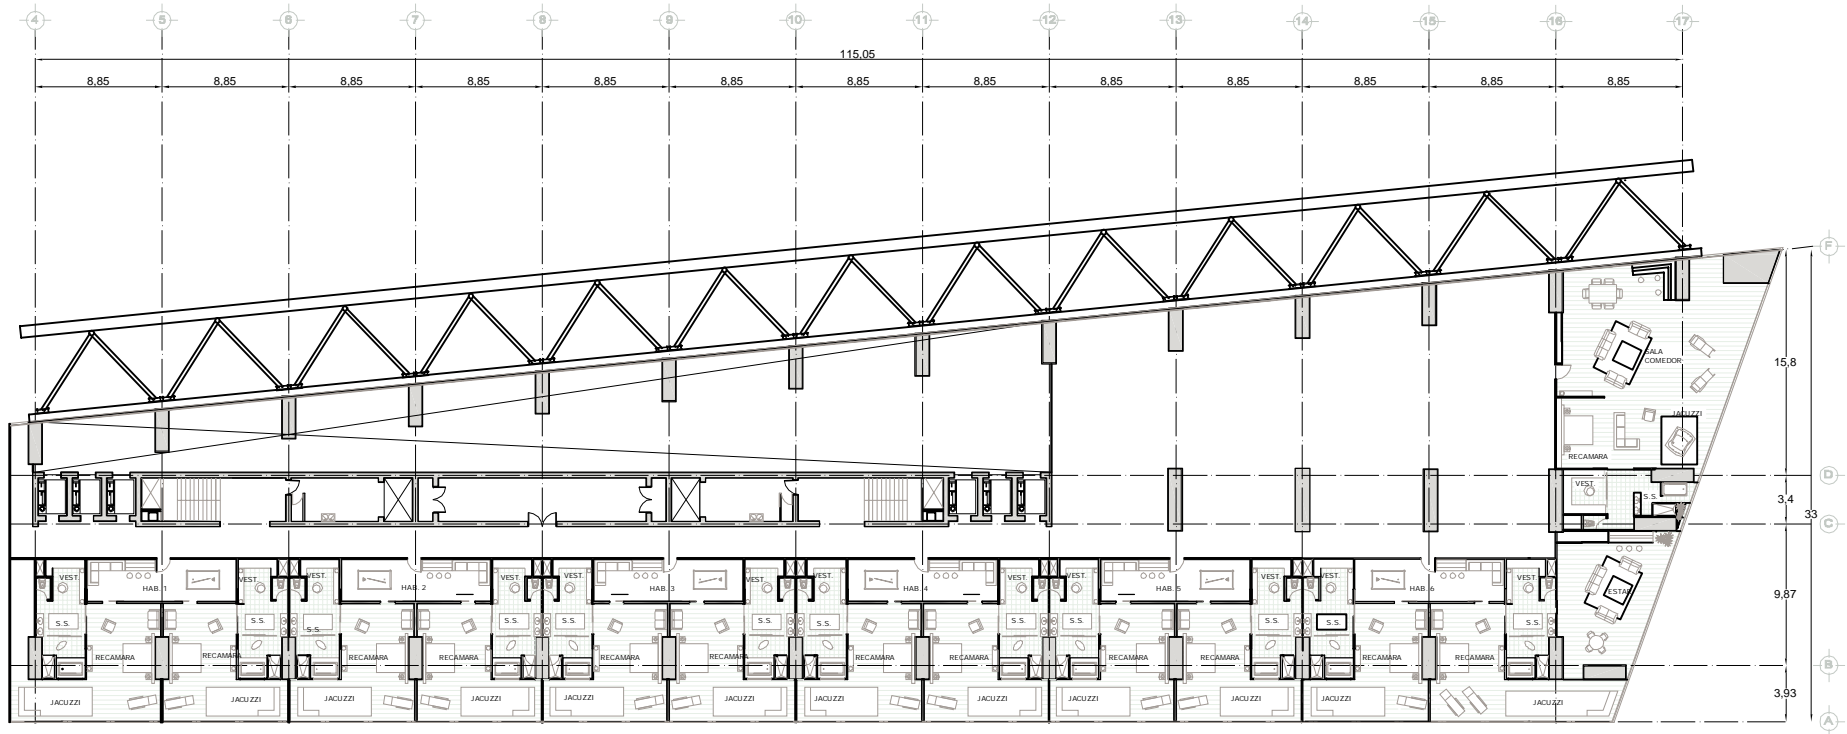 4 5 6 7 8 9 10 11 12 13 14 15 16 17
115,05
8,85 8,85 8,85 8,85 8,85 8,85 8,85 8,85 8,85 8,85 8,85 8,85 8,85
F
SALA
COMEDOR
15,8
JACUZZI
RECAMARA
D
VEST.
S.S.
3,4
33
C
VEST. HAB. 1 VEST. VEST. HAB. 2 VEST. VEST. HAB. 3 VEST. VEST. HAB. 4 VEST. VEST. HAB. 5 VEST. VEST. HAB. 6 VEST.
ESTAR
9,87
S.S. S.S. S.S. S.S. S.S. S.S. S.S. S.S. S.S. S.S. S.S. S.S.
RECAMARA RECAMARA RECAMARA RECAMARA RECAMARA RECAMARA RECAMARA RECAMARA RECAMARA RECAMARA RECAMARA RECAMARA
B
JACUZZI JACUZZI JACUZZI JACUZZI JACUZZI JACUZZI JACUZZI JACUZZI JACUZZI JACUZZI JACUZZI JACUZZI
3,93
A